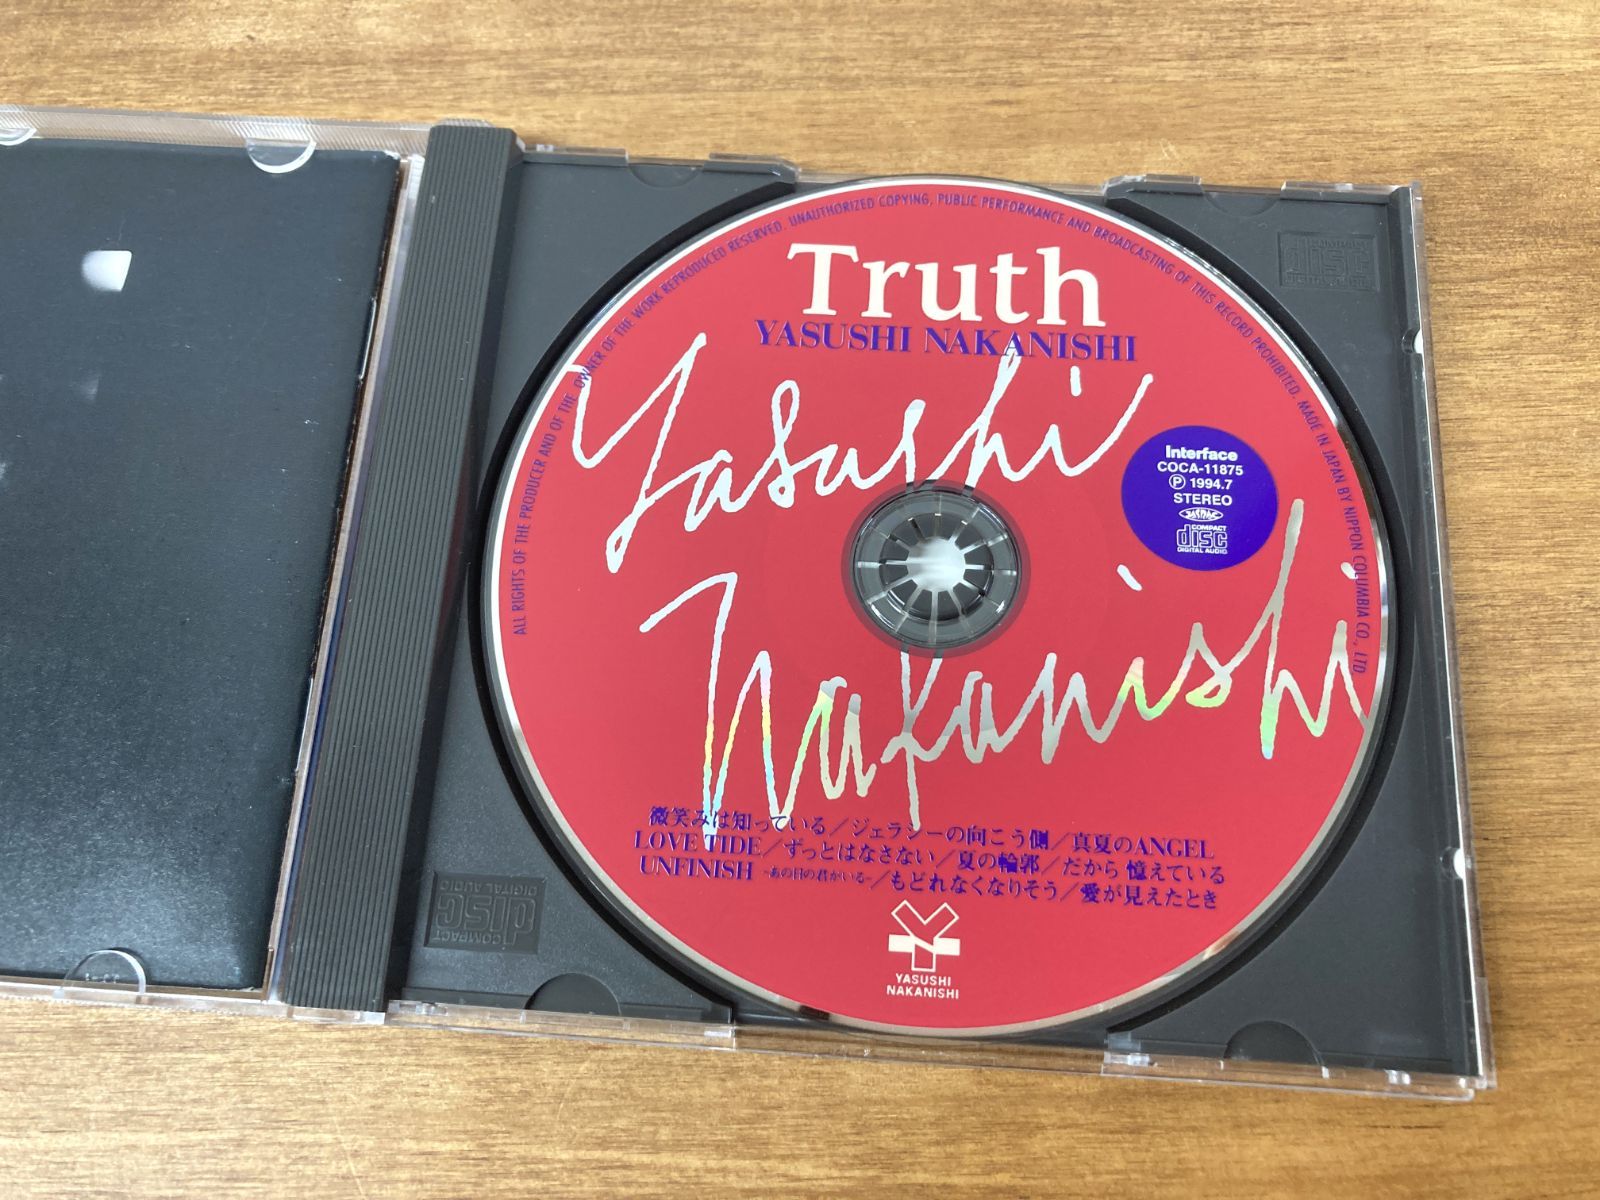 ALL RIGHTS OF THE PRODUCER AND OF THE OWNER OF THE WORK REPRODUCED RESERVED. UNAUTHORIZED COPYING, PUBLIC PERFORMANCE AND BROADCASTING OF THIS RECORD PROHIBITED. MADE IN JAPAN BY NIPPON COLUMBIA CO., LTD.
Truth
YASUSHI NAKANISHI
Yasushi
Nakanishi
Interface
COCA-11875
Ⓟ 1994.7
STEREO
JASRAC
COMPACT
disc
DIGITAL AUDIO
微笑みは知っている/ジェラシーの向こう側/真夏のANGEL
LOVE TIDE/ずっとはなさない/夏の輪郭/だから 憶えている
UNFINISH -あの日の君がいる-/もどれなくなりそう/愛が見えたとき
YASUSHI
NAKANISHI
COMPACT
disc
DIGITAL AUDIO
COMPACT
disc
DIGITAL AUDIO